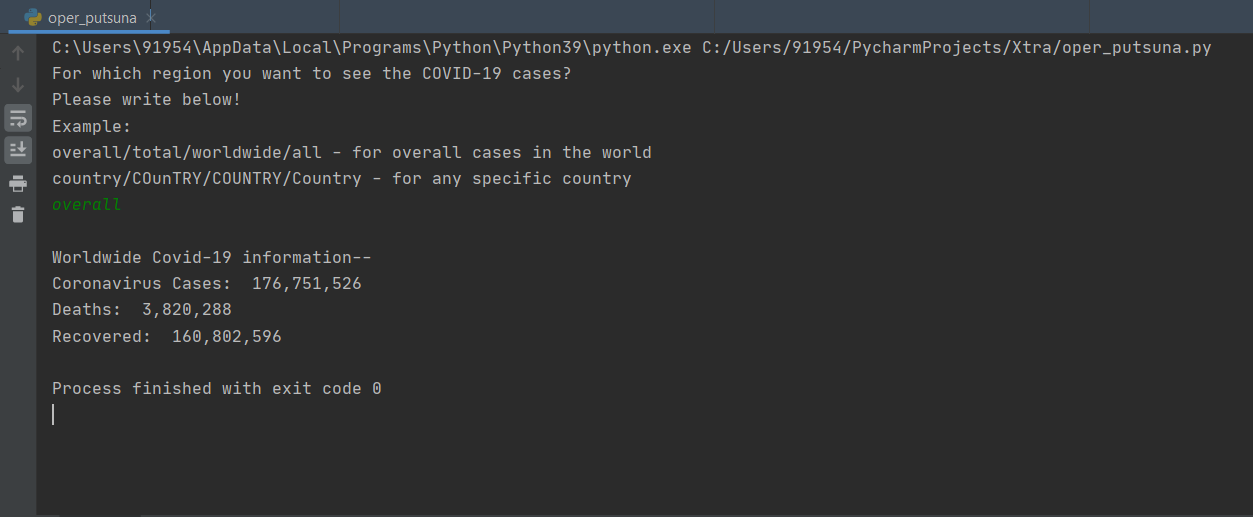 oper_putsuna
C:\Users\91954\AppData\Local\Programs\Python\Python39\python.exe C:/Users/91954/PycharmProjects/Xtra/oper_putsuna.py
For which region you want to see the COVID-19 cases?
Please write below!
Example:
overall/total/worldwide/all - for overall cases in the world
country/COunTRY/COUNTRY/Country - for any specific country
overall
Worldwide Covid-19 information--
Coronavirus Cases:  176,751,526
Deaths:  3,820,288
Recovered:  160,802,596
Process finished with exit code 0